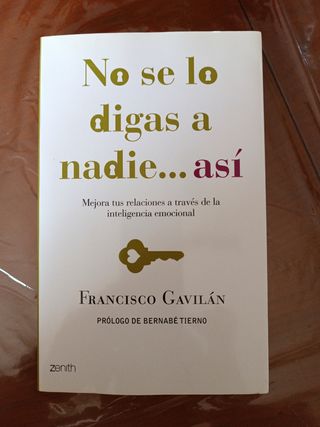 No se lo
digas a
nadie... así
Mejora tus relaciones a través de la
inteligencia emocional
FRANCISCO GAVILÁN
PRÓLOGO DE BERNABÉ TIERNO
zenith